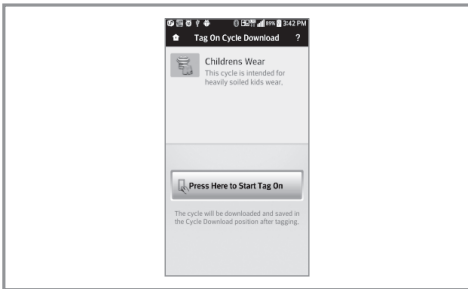 89% 3:42 PM
Tag On Cycle Download ?
Childrens Wear
This cycle is intended for
heavily soiled kids wear.
Press Here to Start Tag On
The cycle will be downloaded and saved in
the Cycle Download position after tagging.